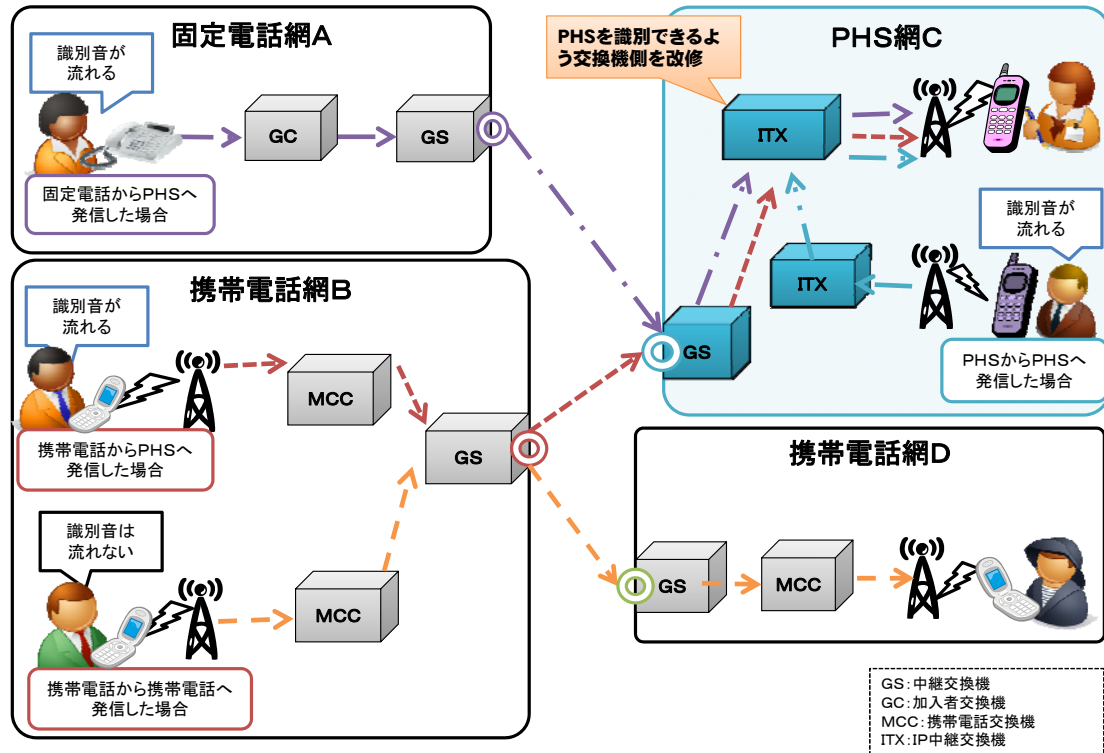 固定電話網A
識別音が
流れる
GC
GS
固定電話からPHSへ
発信した場合
PHSを識別できるよ
う交換機側を改修
PHS網C
ITX
識別音が
流れる
ITX
GS
PHSからPHSへ
発信した場合
携帯電話網B
識別音が
流れる
MCC
携帯電話からPHSへ
発信した場合
GS
識別音は
流れない
MCC
携帯電話から携帯電話へ
発信した場合
携帯電話網D
GS
MCC
GS:中継交換機
GC:加入者交換機
MCC:携帯電話交換機
ITX:IP中継交換機